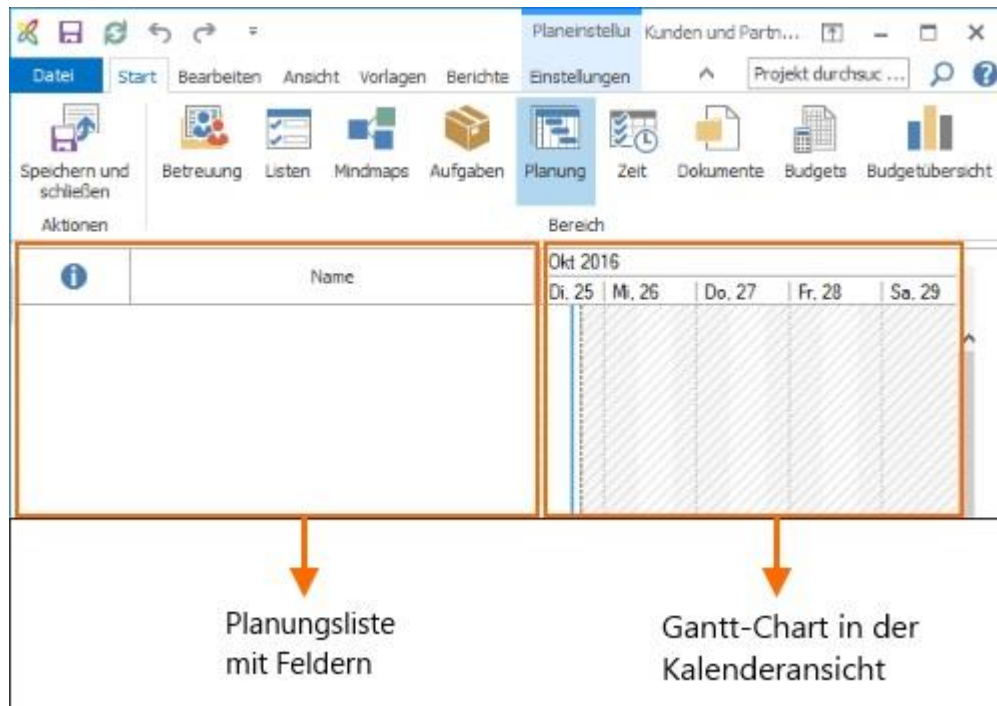 Planeinstellui Kunden und Partn...
Datei Start Bearbeiten Ansicht Vorlagen Berichte Einstellungen Projekt durchsuc ...
Speichern und schließen
Betreuung Listen Mindmaps Aufgaben Planung Zeit Dokumente Budgets Budgetübersicht
Aktionen Bereich
Name
Okt 2016
Di, 25 Mi, 26 Do, 27 Fr, 28 Sa, 29
Planungsliste
mit Feldern
Gantt-Chart in der
Kalenderansicht